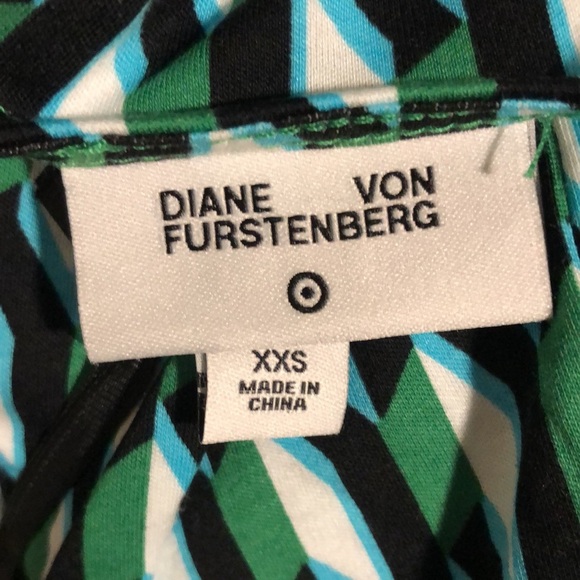 DIANE VON
FURSTENBERG
XXS
MADE IN
CHINA